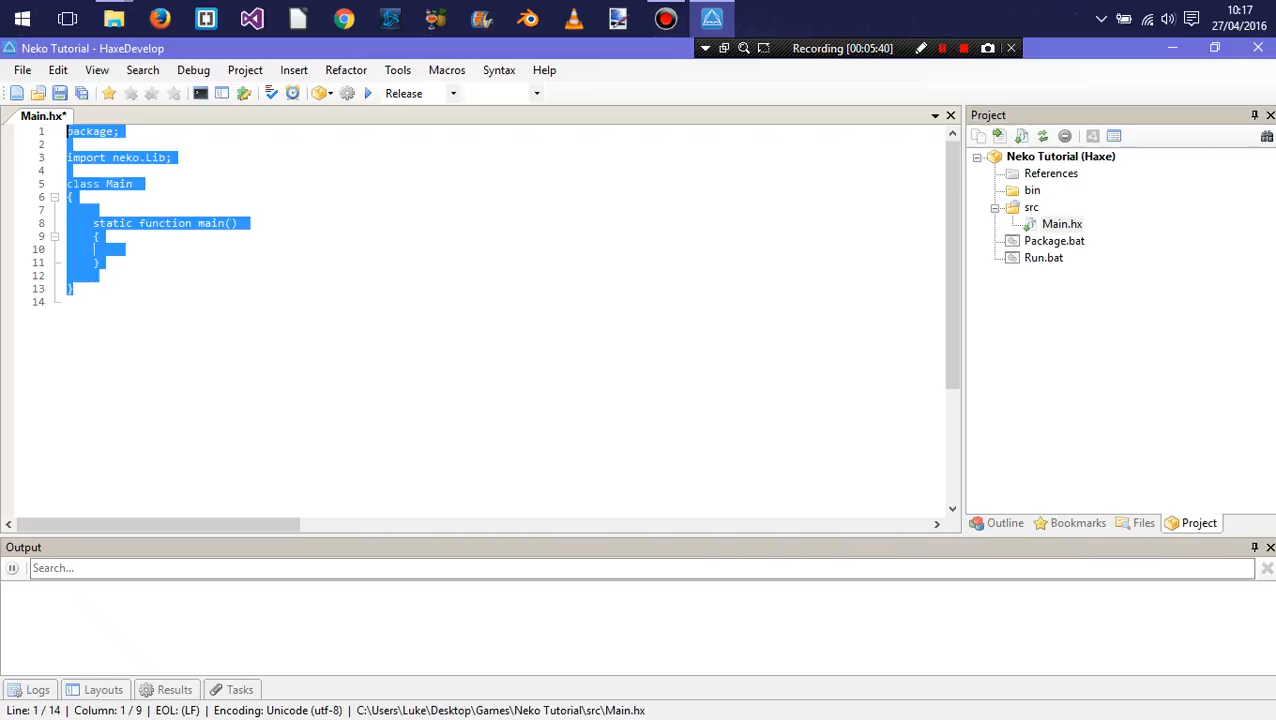 10:17
27/04/2016
Neko Tutorial - HaxeDevelop
Recording [00:05:40]
File Edit View Search Debug Project Insert Refactor Tools Macros Syntax Help
Release
Main.hx*
1 package;
2
3 import neko.Lib;
4
5 class Main
6 {
7
8 static function main()
9 {
10
11 }
12
13 }
14
Project
Neko Tutorial (Haxe)
References
bin
src
Main.hx
Package.bat
Run.bat
Outline Bookmarks Files Project
Output
Search...
Logs Layouts Results Tasks
Line: 1 / 14 | Column: 1 / 9 | EOL: (LF) | Encoding: Unicode (utf-8) | C:\Users\Luke\Desktop\Games\Neko Tutorial\src\Main.hx